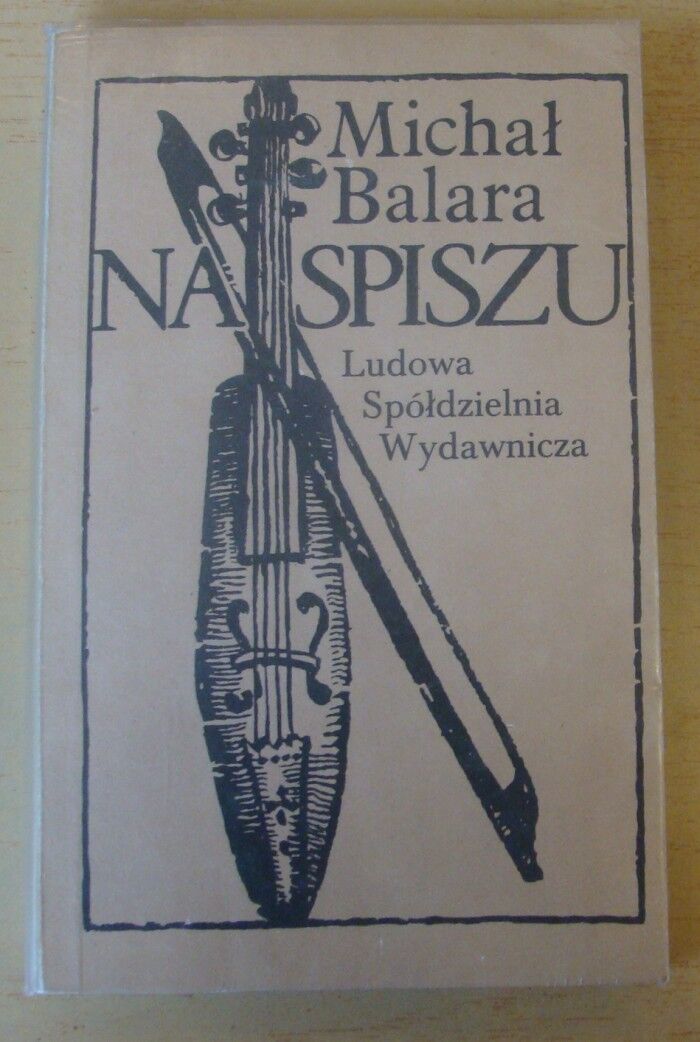 Michał
Balara
NA SPISZU
Ludowa
Spółdzielnia
Wydawnicza